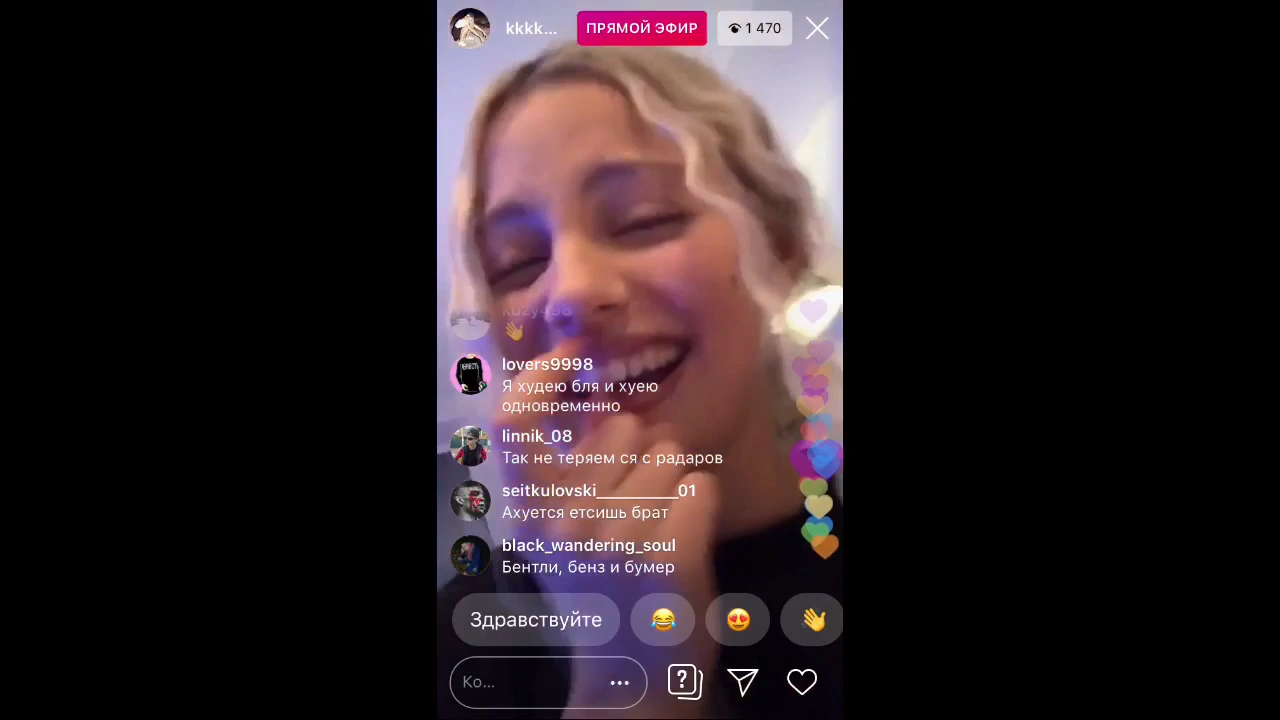 kkkk...
ПРЯМОЙ ЭФИР
1 470
kuzy498
lovers9998
Я худею бля и хуею
одновременно
linnik_08
Так не теряем ся с радаров
seitkulovski__________01
Ахуется етсишь брат
black_wandering_soul
Бентли, бенз и бумер
Здравствуйте
Ко...